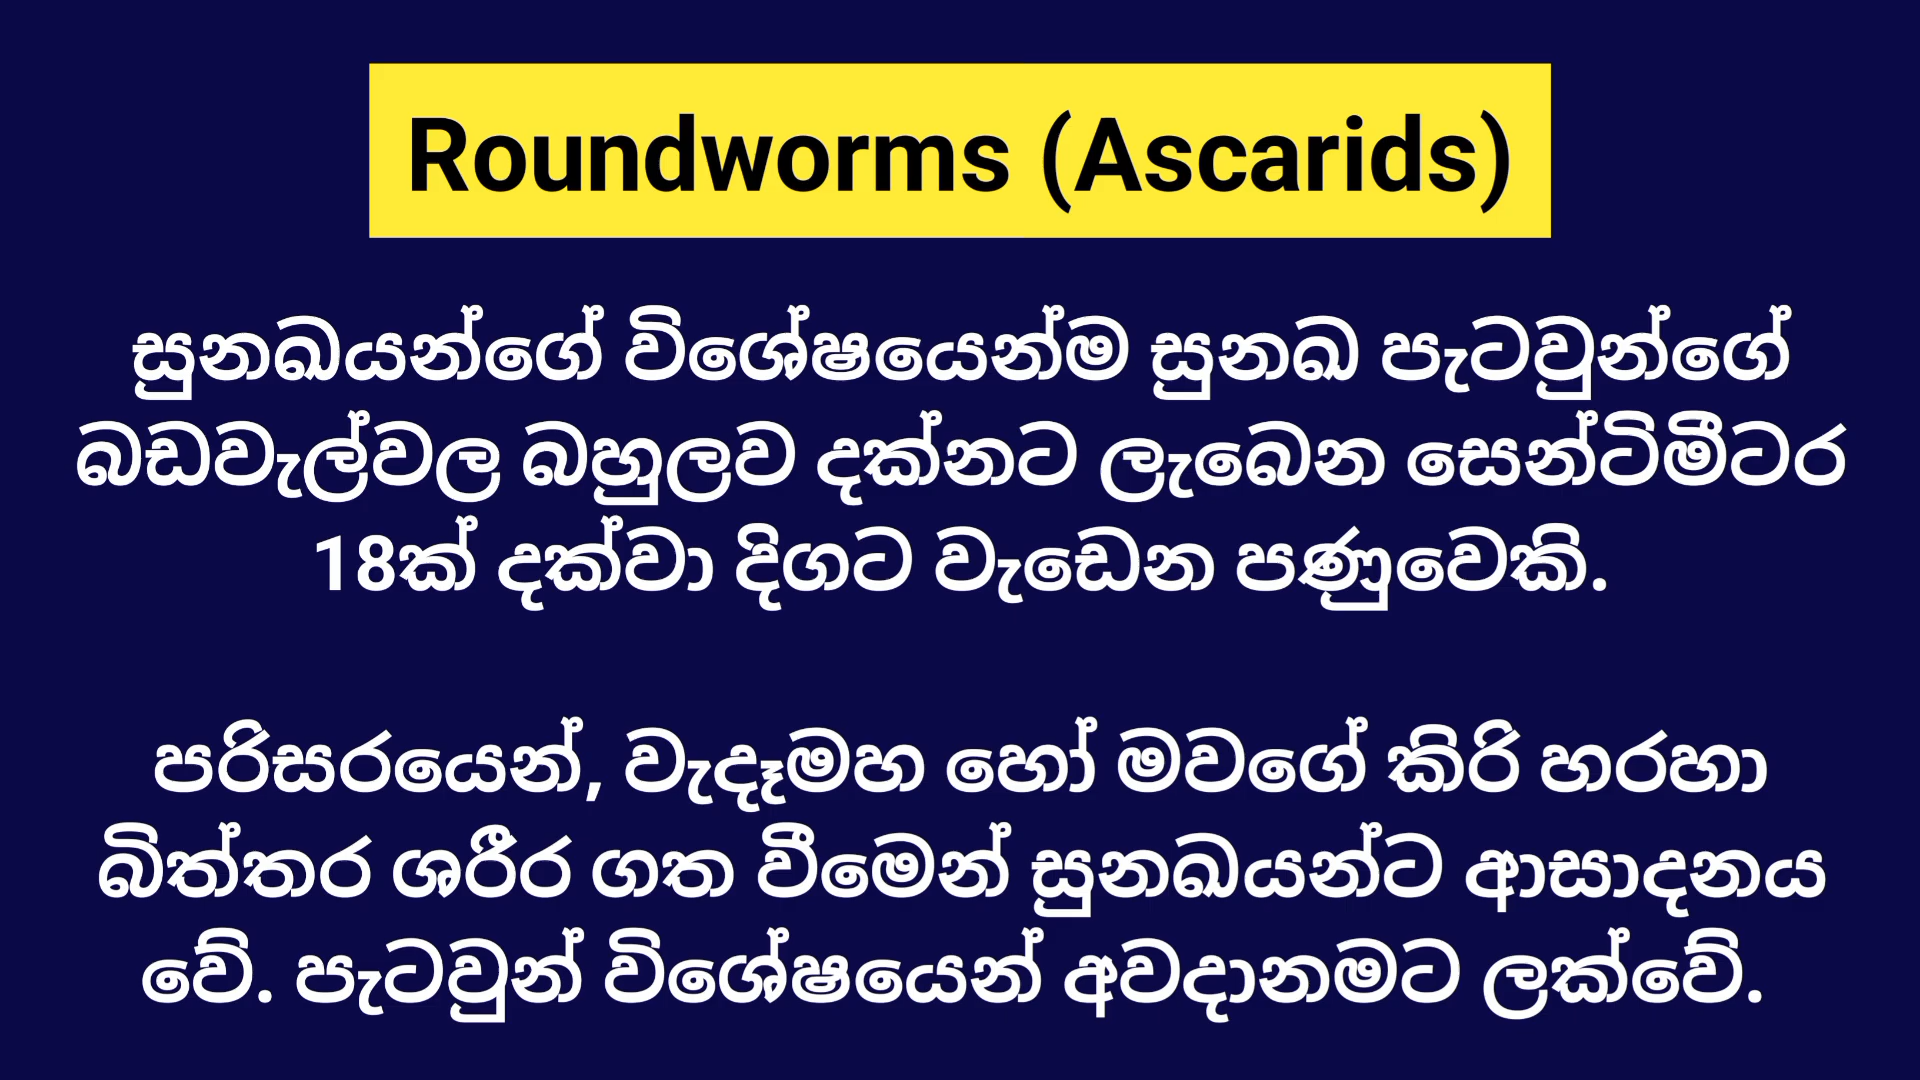 Roundworms (Ascarids)
සුනඛයන්ගේ විශේෂයෙන්ම සුනඛ පැටවුන්ගේ
බඩවැල්වල බහුලව දක්නට ලැබෙන සෙන්ටිමීටර
18ක් දක්වා දිගට වැඩෙන පණුවෙකි.
පරිසරයෙන්, වැදෑමහ හෝ මවගේ කිරි හරහා
බිත්තර ශරීර ගත වීමෙන් සුනඛයන්ට ආසාදනය
වේ. පැටවුන් විශේෂයෙන් අවදානමට ලක්වේ.